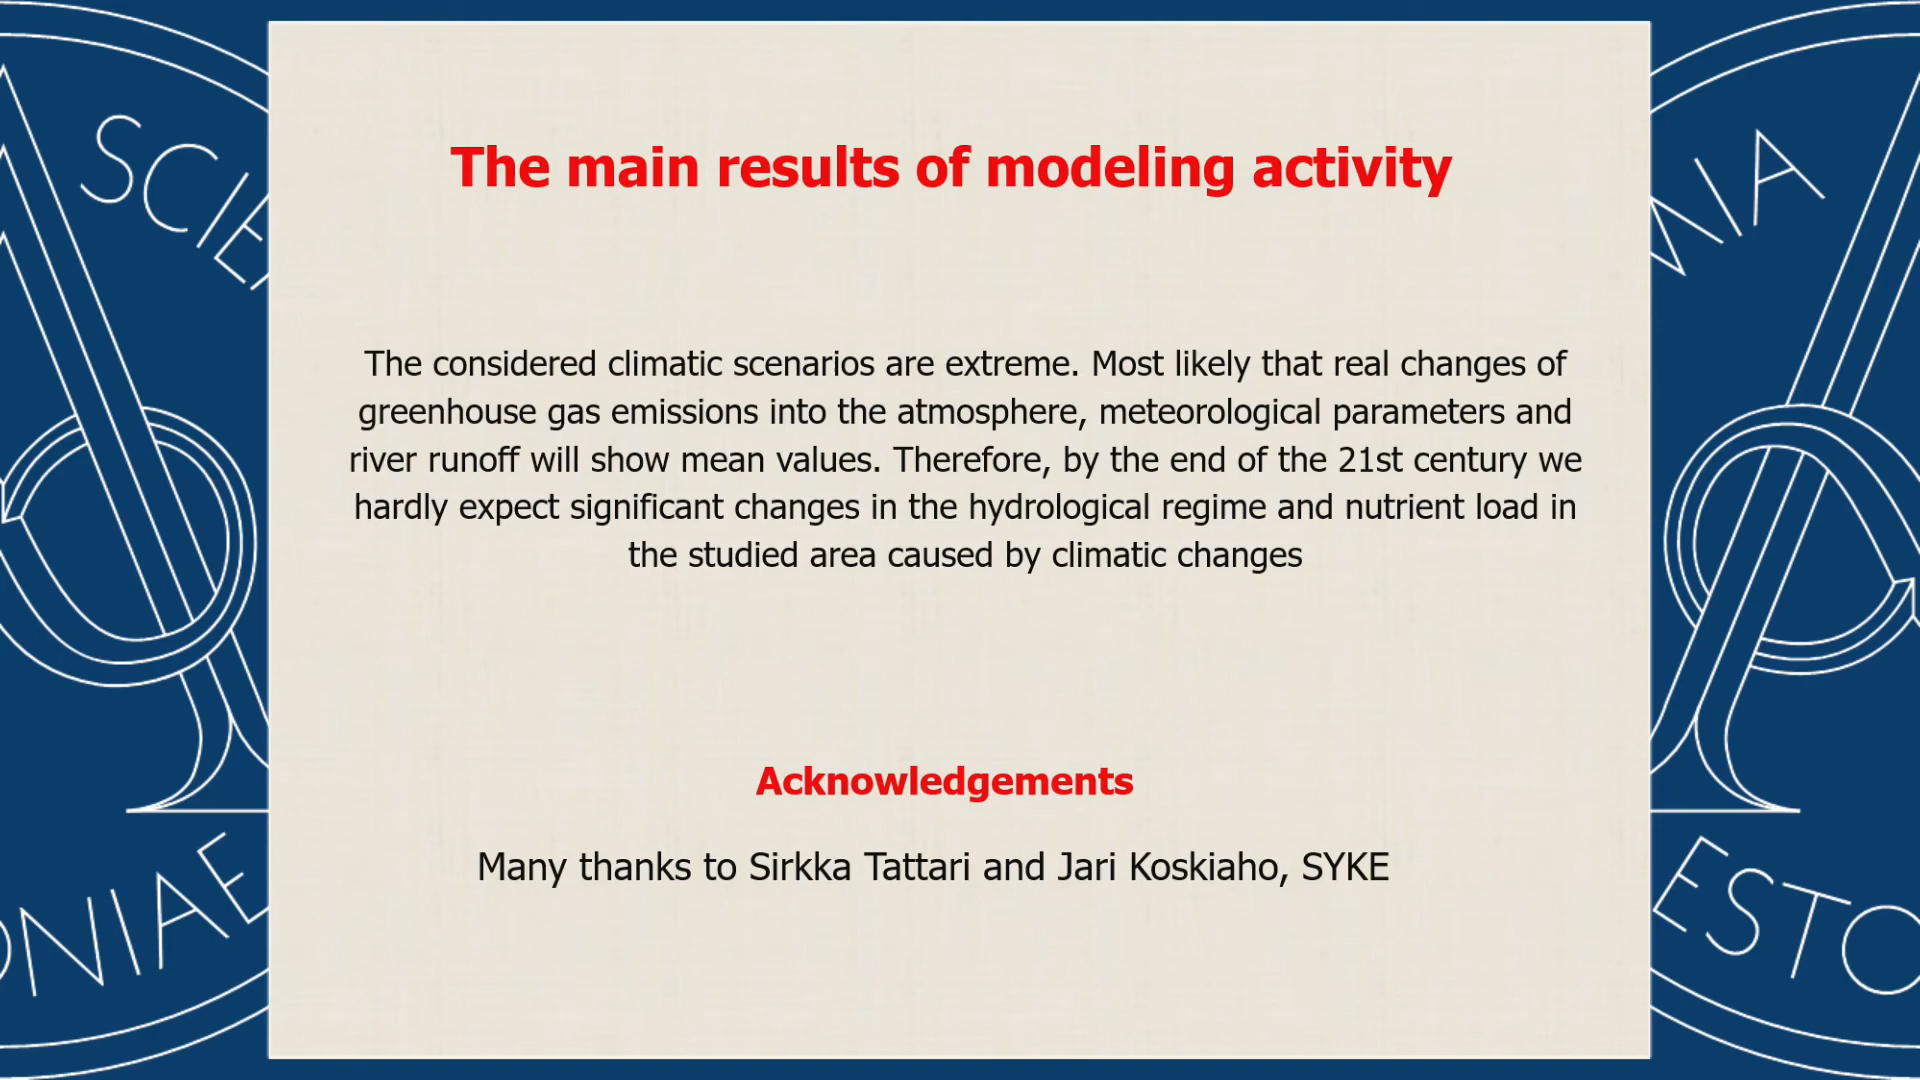 The main results of modeling activity
The considered climatic scenarios are extreme. Most likely that real changes of
greenhouse gas emissions into the atmosphere, meteorological parameters and
river runoff will show mean values. Therefore, by the end of the 21st century we
hardly expect significant changes in the hydrological regime and nutrient load in
the studied area caused by climatic changes
Acknowledgements
Many thanks to Sirkka Tattari and Jari Koskiaho, SYKE